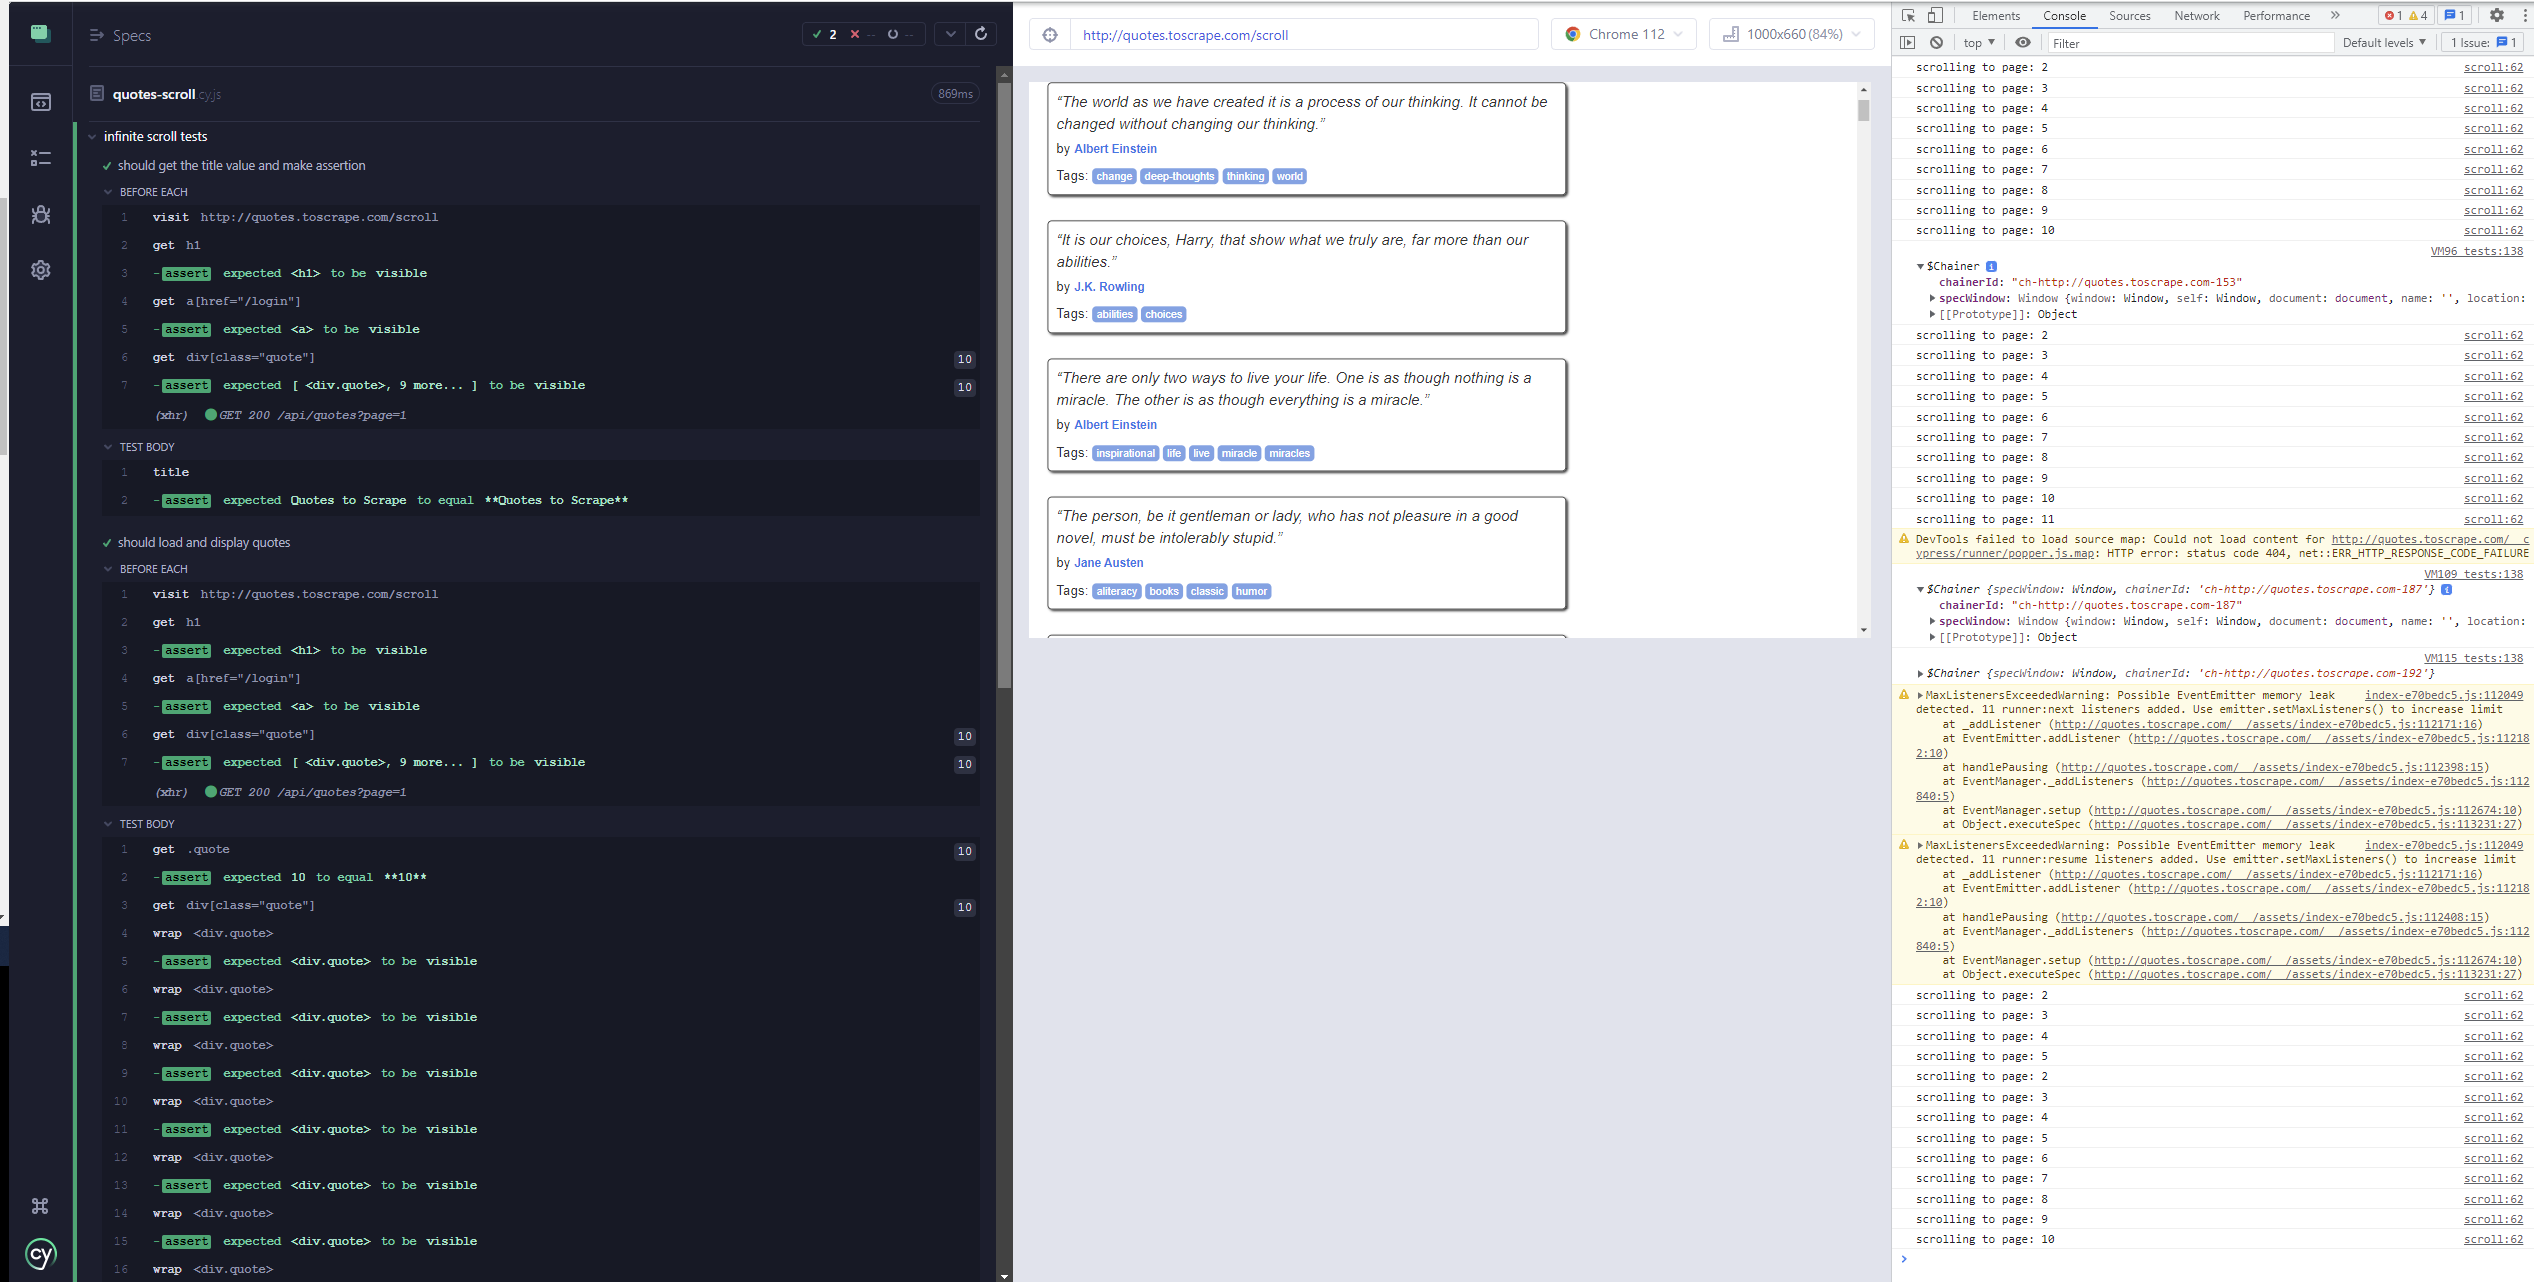 Specs
2 -- --
quotes-scroll.cy.js 869ms
infinite scroll tests
should get the title value and make assertion
BEFORE EACH
1 visit http://quotes.toscrape.com/scroll
2 get h1
3 -assert expected <h1> to be visible
4 get a[href="/login"]
5 -assert expected <a> to be visible
6 get div[class="quote"] 10
7 -assert expected [ <div.quote>, 9 more... ] to be visible 10
(xhr) GET 200 /api/quotes?page=1
TEST BODY
1 title
2 -assert expected Quotes to Scrape to equal **Quotes to Scrape**
should load and display quotes
BEFORE EACH
1 visit http://quotes.toscrape.com/scroll
2 get h1
3 -assert expected <h1> to be visible
4 get a[href="/login"]
5 -assert expected <a> to be visible
6 get div[class="quote"] 10
7 -assert expected [ <div.quote>, 9 more... ] to be visible 10
(xhr) GET 200 /api/quotes?page=1
TEST BODY
1 get .quote 10
2 -assert expected 10 to equal **10**
3 get div[class="quote"] 10
4 wrap <div.quote>
5 -assert expected <div.quote> to be visible
6 wrap <div.quote>
7 -assert expected <div.quote> to be visible
8 wrap <div.quote>
9 -assert expected <div.quote> to be visible
10 wrap <div.quote>
11 -assert expected <div.quote> to be visible
12 wrap <div.quote>
13 -assert expected <div.quote> to be visible
14 wrap <div.quote>
15 -assert expected <div.quote> to be visible
16 wrap <div.quote>
cy
http://quotes.toscrape.com/scroll
Chrome 112
1000x660 (84%)
“The world as we have created it is a process of our thinking. It cannot be
changed without changing our thinking.”
by Albert Einstein
Tags: change deep-thoughts thinking world
“It is our choices, Harry, that show what we truly are, far more than our
abilities.”
by J.K. Rowling
Tags: abilities choices
“There are only two ways to live your life. One is as though nothing is a
miracle. The other is as though everything is a miracle.”
by Albert Einstein
Tags: inspirational life live miracle miracles
“The person, be it gentleman or lady, who has not pleasure in a good
novel, must be intolerably stupid.”
by Jane Austen
Tags: aliteracy books classic humor
Elements Console Sources Network Performance » 1 4 1
top Filter Default levels 1 Issue: 1
scrolling to page: 2 scroll:62
scrolling to page: 3 scroll:62
scrolling to page: 4 scroll:62
scrolling to page: 5 scroll:62
scrolling to page: 6 scroll:62
scrolling to page: 7 scroll:62
scrolling to page: 8 scroll:62
scrolling to page: 9 scroll:62
scrolling to page: 10 scroll:62
VM96 tests:138
$Chainer i
chainerId: "ch-http://quotes.toscrape.com-153"
specWindow: Window {window: Window, self: Window, document: document, name: '', location:
[[Prototype]]: Object
scrolling to page: 2 scroll:62
scrolling to page: 3 scroll:62
scrolling to page: 4 scroll:62
scrolling to page: 5 scroll:62
scrolling to page: 6 scroll:62
scrolling to page: 7 scroll:62
scrolling to page: 8 scroll:62
scrolling to page: 9 scroll:62
scrolling to page: 10 scroll:62
scrolling to page: 11 scroll:62
DevTools failed to load source map: Could not load content for http://quotes.toscrape.com/__c
ypress/runner/popper.js.map: HTTP error: status code 404, net::ERR_HTTP_RESPONSE_CODE_FAILURE
VM109 tests:138
$Chainer {specWindow: Window, chainerId: 'ch-http://quotes.toscrape.com-187'} i
chainerId: "ch-http://quotes.toscrape.com-187"
specWindow: Window {window: Window, self: Window, document: document, name: '', location:
[[Prototype]]: Object
VM115 tests:138
$Chainer {specWindow: Window, chainerId: 'ch-http://quotes.toscrape.com-192'}
MaxListenersExceededWarning: Possible EventEmitter memory leak index-e70bedc5.js:112049
detected. 11 runner:next listeners added. Use emitter.setMaxListeners() to increase limit
at _addListener (http://quotes.toscrape.com/__/assets/index-e70bedc5.js:112171:16)
at EventEmitter.addListener (http://quotes.toscrape.com/__/assets/index-e70bedc5.js:11218
2:10)
at handlePausing (http://quotes.toscrape.com/__/assets/index-e70bedc5.js:112398:15)
at EventManager._addListeners (http://quotes.toscrape.com/__/assets/index-e70bedc5.js:112
840:5)
at EventManager.setup (http://quotes.toscrape.com/__/assets/index-e70bedc5.js:112674:10)
at Object.executeSpec (http://quotes.toscrape.com/__/assets/index-e70bedc5.js:113231:27)
MaxListenersExceededWarning: Possible EventEmitter memory leak index-e70bedc5.js:112049
detected. 11 runner:resume listeners added. Use emitter.setMaxListeners() to increase limit
at _addListener (http://quotes.toscrape.com/__/assets/index-e70bedc5.js:112171:16)
at EventEmitter.addListener (http://quotes.toscrape.com/__/assets/index-e70bedc5.js:11218
2:10)
at handlePausing (http://quotes.toscrape.com/__/assets/index-e70bedc5.js:112408:15)
at EventManager._addListeners (http://quotes.toscrape.com/__/assets/index-e70bedc5.js:112
840:5)
at EventManager.setup (http://quotes.toscrape.com/__/assets/index-e70bedc5.js:112674:10)
at Object.executeSpec (http://quotes.toscrape.com/__/assets/index-e70bedc5.js:113231:27)
scrolling to page: 2 scroll:62
scrolling to page: 3 scroll:62
scrolling to page: 4 scroll:62
scrolling to page: 5 scroll:62
scrolling to page: 2 scroll:62
scrolling to page: 3 scroll:62
scrolling to page: 4 scroll:62
scrolling to page: 5 scroll:62
scrolling to page: 6 scroll:62
scrolling to page: 7 scroll:62
scrolling to page: 8 scroll:62
scrolling to page: 9 scroll:62
scrolling to page: 10 scroll:62